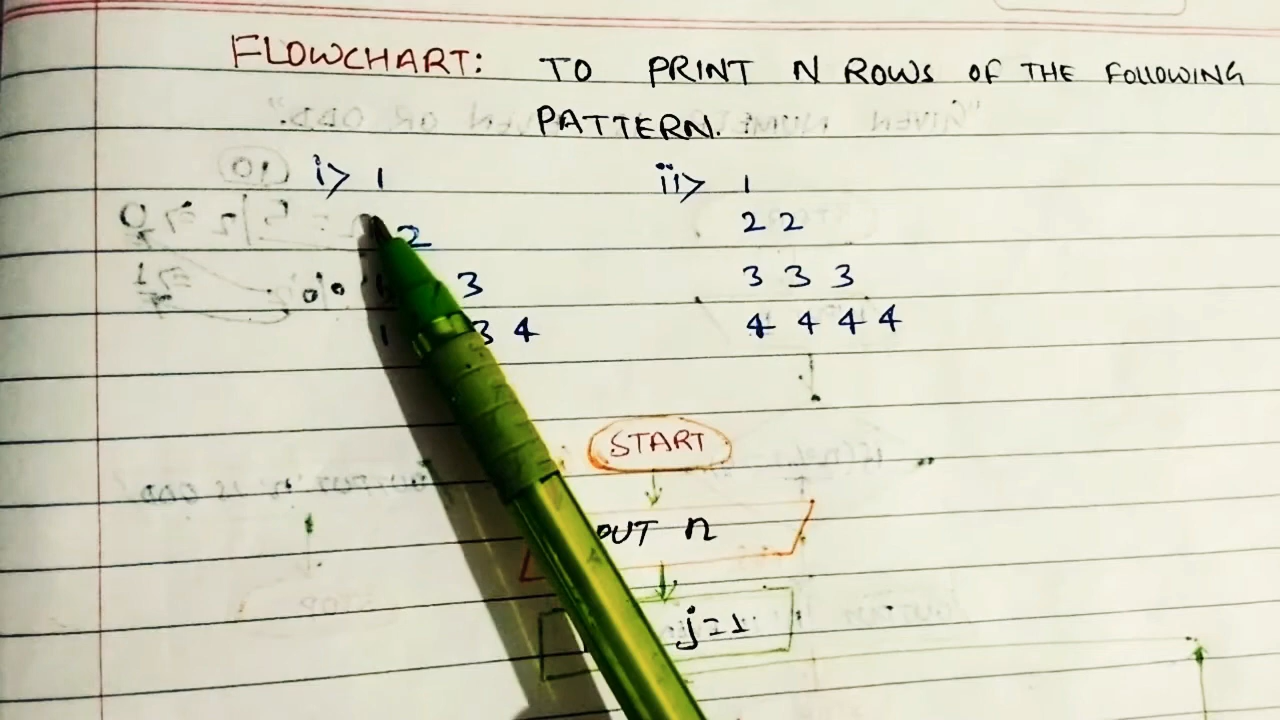 FLOWCHART: TO PRINT N ROWS OF THE FOLLOWING
PATTERN.
i> 1
2
3
1 3 4
ii> 1
2 2
3 3 3
4 4 4 4
START
n
j=1